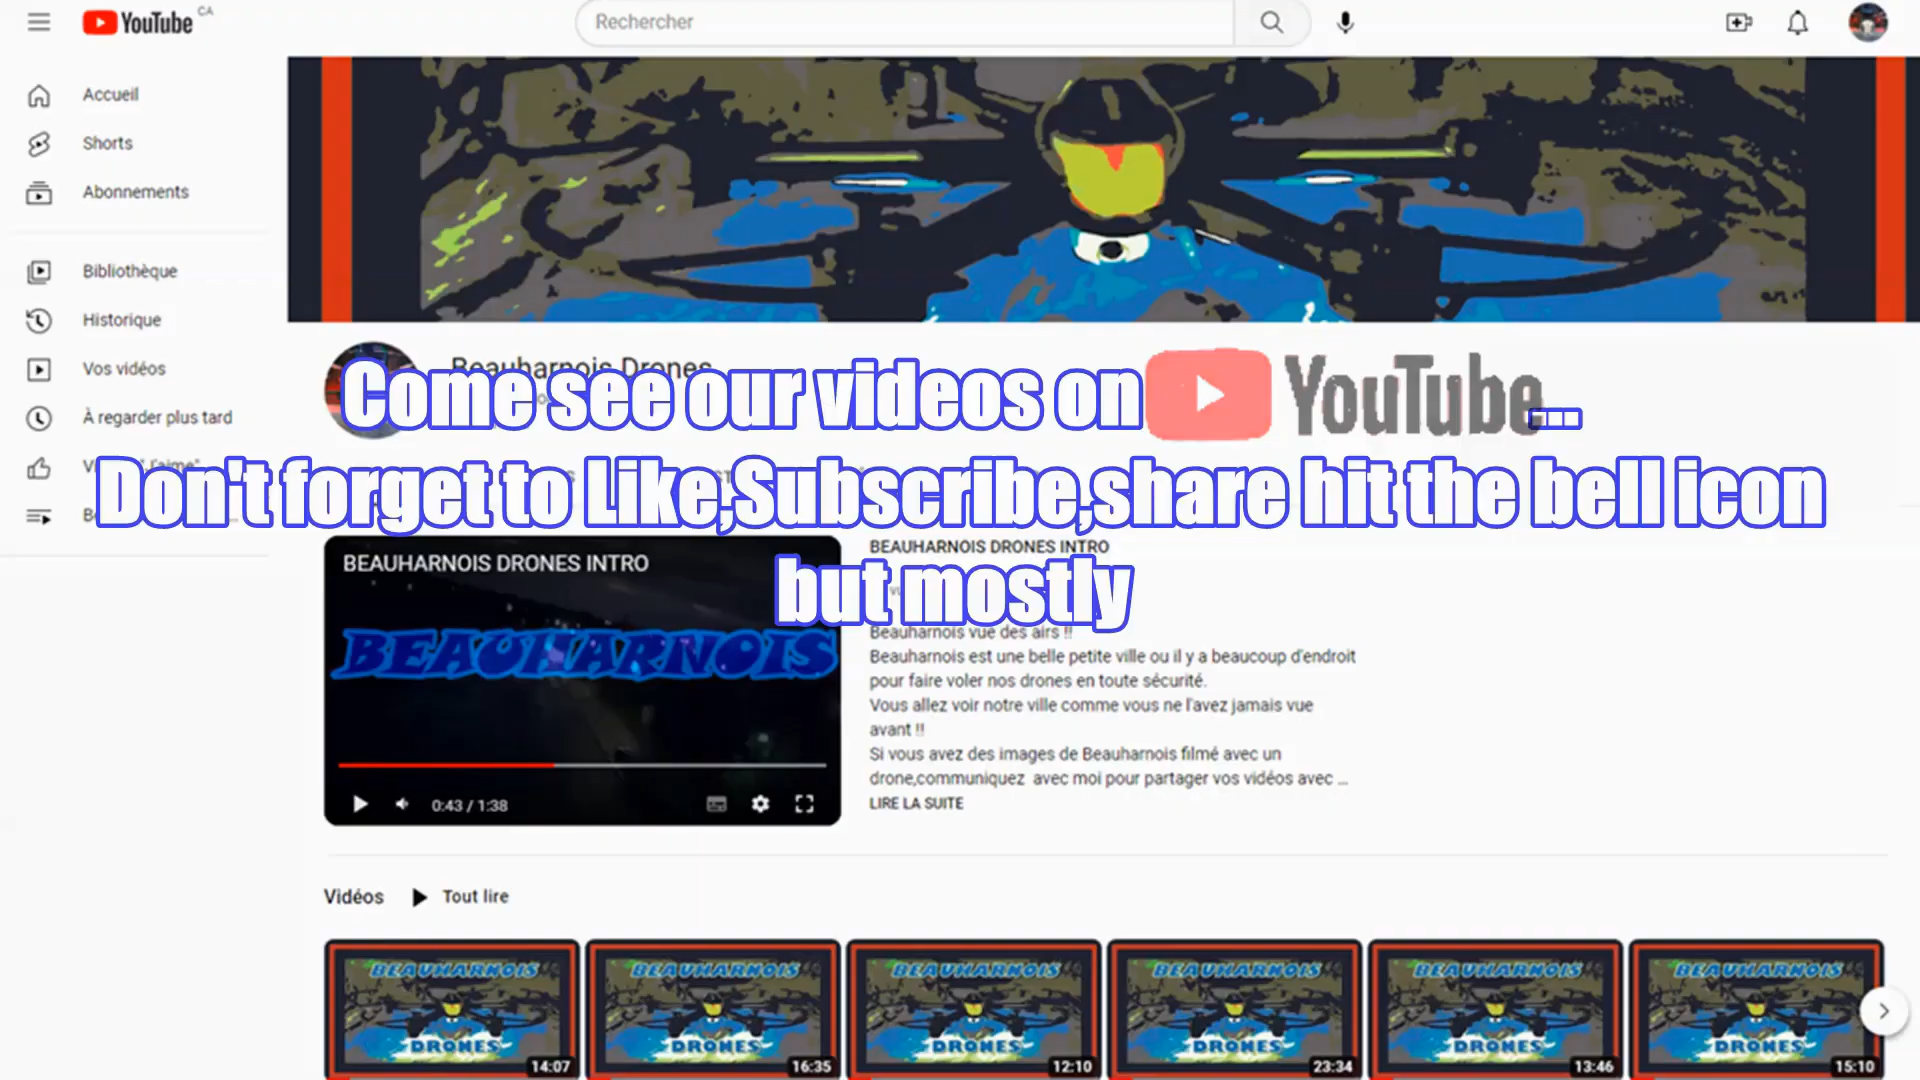 YouTube CA
Rechercher
Accueil
Shorts
Abonnements
Bibliothèque
Historique
Vos vidéos
À regarder plus tard
Beauharnois Drones
Come see our videos on YouTube...
Don't forget to Like,Subscribe,share hit the bell icon
but mostly
BEAUHARNOIS DRONES INTRO
BEAUHARNOIS
0:43 / 1:38
BEAUHARNOIS DRONES INTRO
Beauharnois vue des airs !!
Beauharnois est une belle petite ville ou il y a beaucoup d'endroit
pour faire voler nos drones en toute sécurité.
Vous allez voir notre ville comme vous ne l'avez jamais vue
avant !!
Si vous avez des images de Beauharnois filmé avec un
drone,communiquez avec moi pour partager vos vidéos avec ...
LIRE LA SUITE
Vidéos
Tout lire
BEAUHARNOIS
DRONES
14:07
BEAUHARNOIS
DRONES
16:35
BEAUHARNOIS
DRONES
12:10
BEAUHARNOIS
DRONES
23:34
BEAUHARNOIS
DRONES
13:46
BEAUHARNOIS
DRONES
15:10